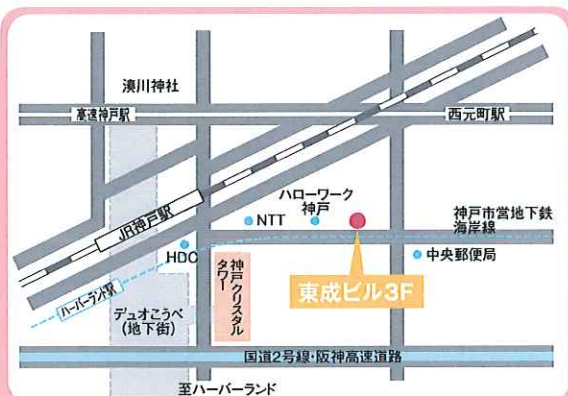 湊川神社
高速神戸駅
西元町駅
JR神戸駅
ハローワーク
神戸
NTT
神戸市営地下鉄
海岸線
HDC
中央郵便局
ハーバーランド駅
神戸クリスタル
タワー
東成ビル3F
デュオこうべ
(地下街)
国道2号線・阪神高速道路
至ハーバーランド